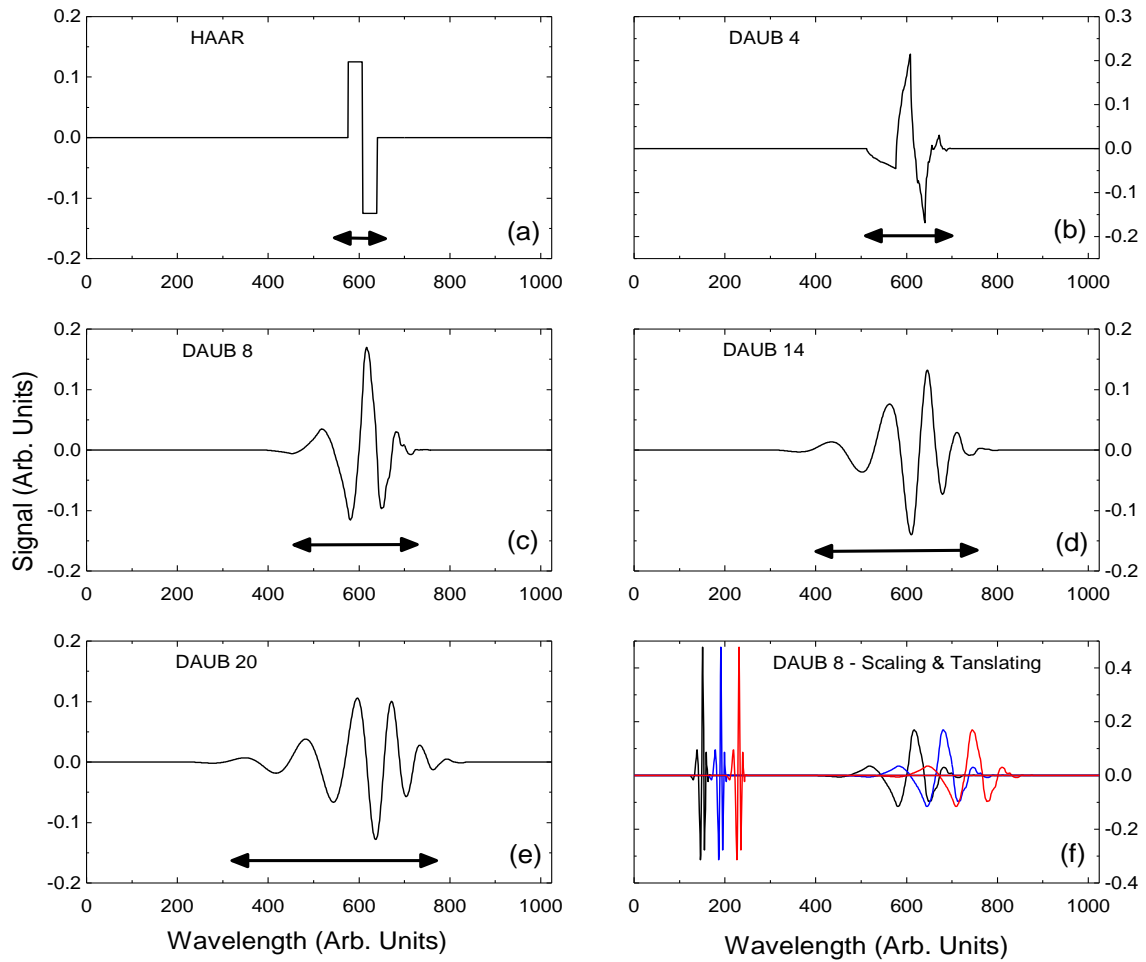 0.2
0.1
0.0
-0.1
-0.2
HAAR
(a)
0 200 400 600 800 1000
DAUB 4
(b)
0.3
0.2
0.1
0.0
-0.1
-0.2
0 200 400 600 800 1000
Signal (Arb. Units)
0.2
0.1
0.0
-0.1
-0.2
DAUB 8
(c)
0 200 400 600 800 1000
DAUB 14
(d)
0.2
0.1
0.0
-0.1
-0.2
0 200 400 600 800 1000
0.2
0.1
0.0
-0.1
-0.2
DAUB 20
(e)
0 200 400 600 800 1000
Wavelength (Arb. Units)
DAUB 8 - Scaling & Tanslating
(f)
0.4
0.2
0.0
-0.2
-0.4
0 200 400 600 800 1000
Wavelength (Arb. Units)